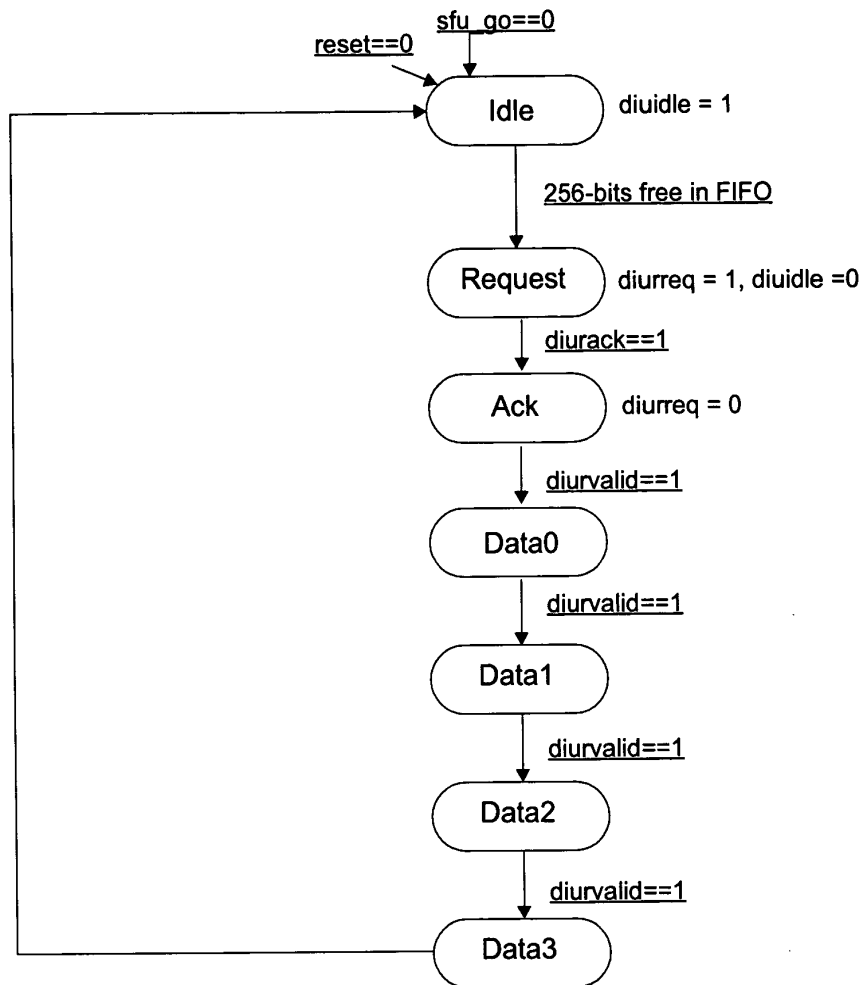 sfu_go==0
reset==0
Idle
diuidle = 1
256-bits free in FIFO
Request
diurreq = 1, diuidle =0
diurack==1
Ack
diurreq = 0
diurvalid==1
Data0
diurvalid==1
Data1
diurvalid==1
Data2
diurvalid==1
Data3